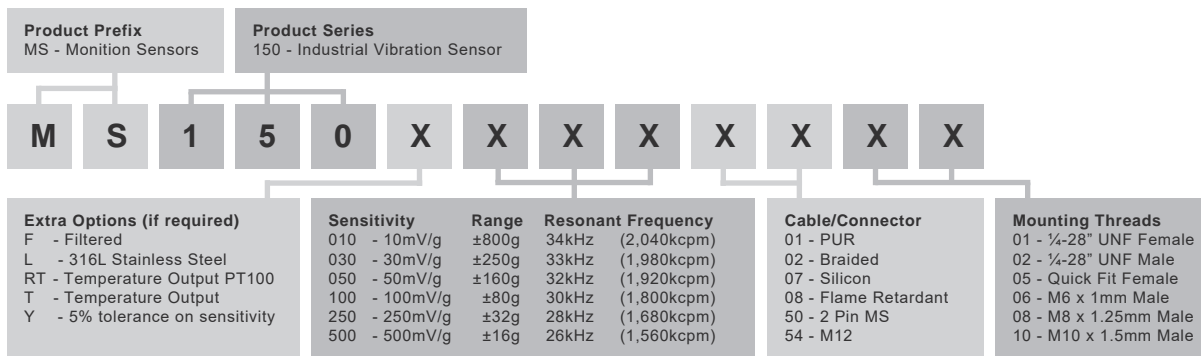 Product Prefix
MS - Monition Sensors
Product Series
150 - Industrial Vibration Sensor
M S 1 5 0 X X X X X X X X
Extra Options (if required)
F - Filtered
L - 316L Stainless Steel
RT - Temperature Output PT100
T - Temperature Output
Y - 5% tolerance on sensitivity
Sensitivity Range Resonant Frequency
010 - 10mV/g ±800g 34kHz (2,040kcpm)
030 - 30mV/g ±250g 33kHz (1,980kcpm)
050 - 50mV/g ±160g 32kHz (1,920kcpm)
100 - 100mV/g ±80g 30kHz (1,800kcpm)
250 - 250mV/g ±32g 28kHz (1,680kcpm)
500 - 500mV/g ±16g 26kHz (1,560kcpm)
Cable/Connector
01 - PUR
02 - Braided
07 - Silicon
08 - Flame Retardant
50 - 2 Pin MS
54 - M12
Mounting Threads
01 - ¼-28” UNF Female
02 - ¼-28” UNF Male
05 - Quick Fit Female
06 - M6 x 1mm Male
08 - M8 x 1.25mm Male
10 - M10 x 1.5mm Male